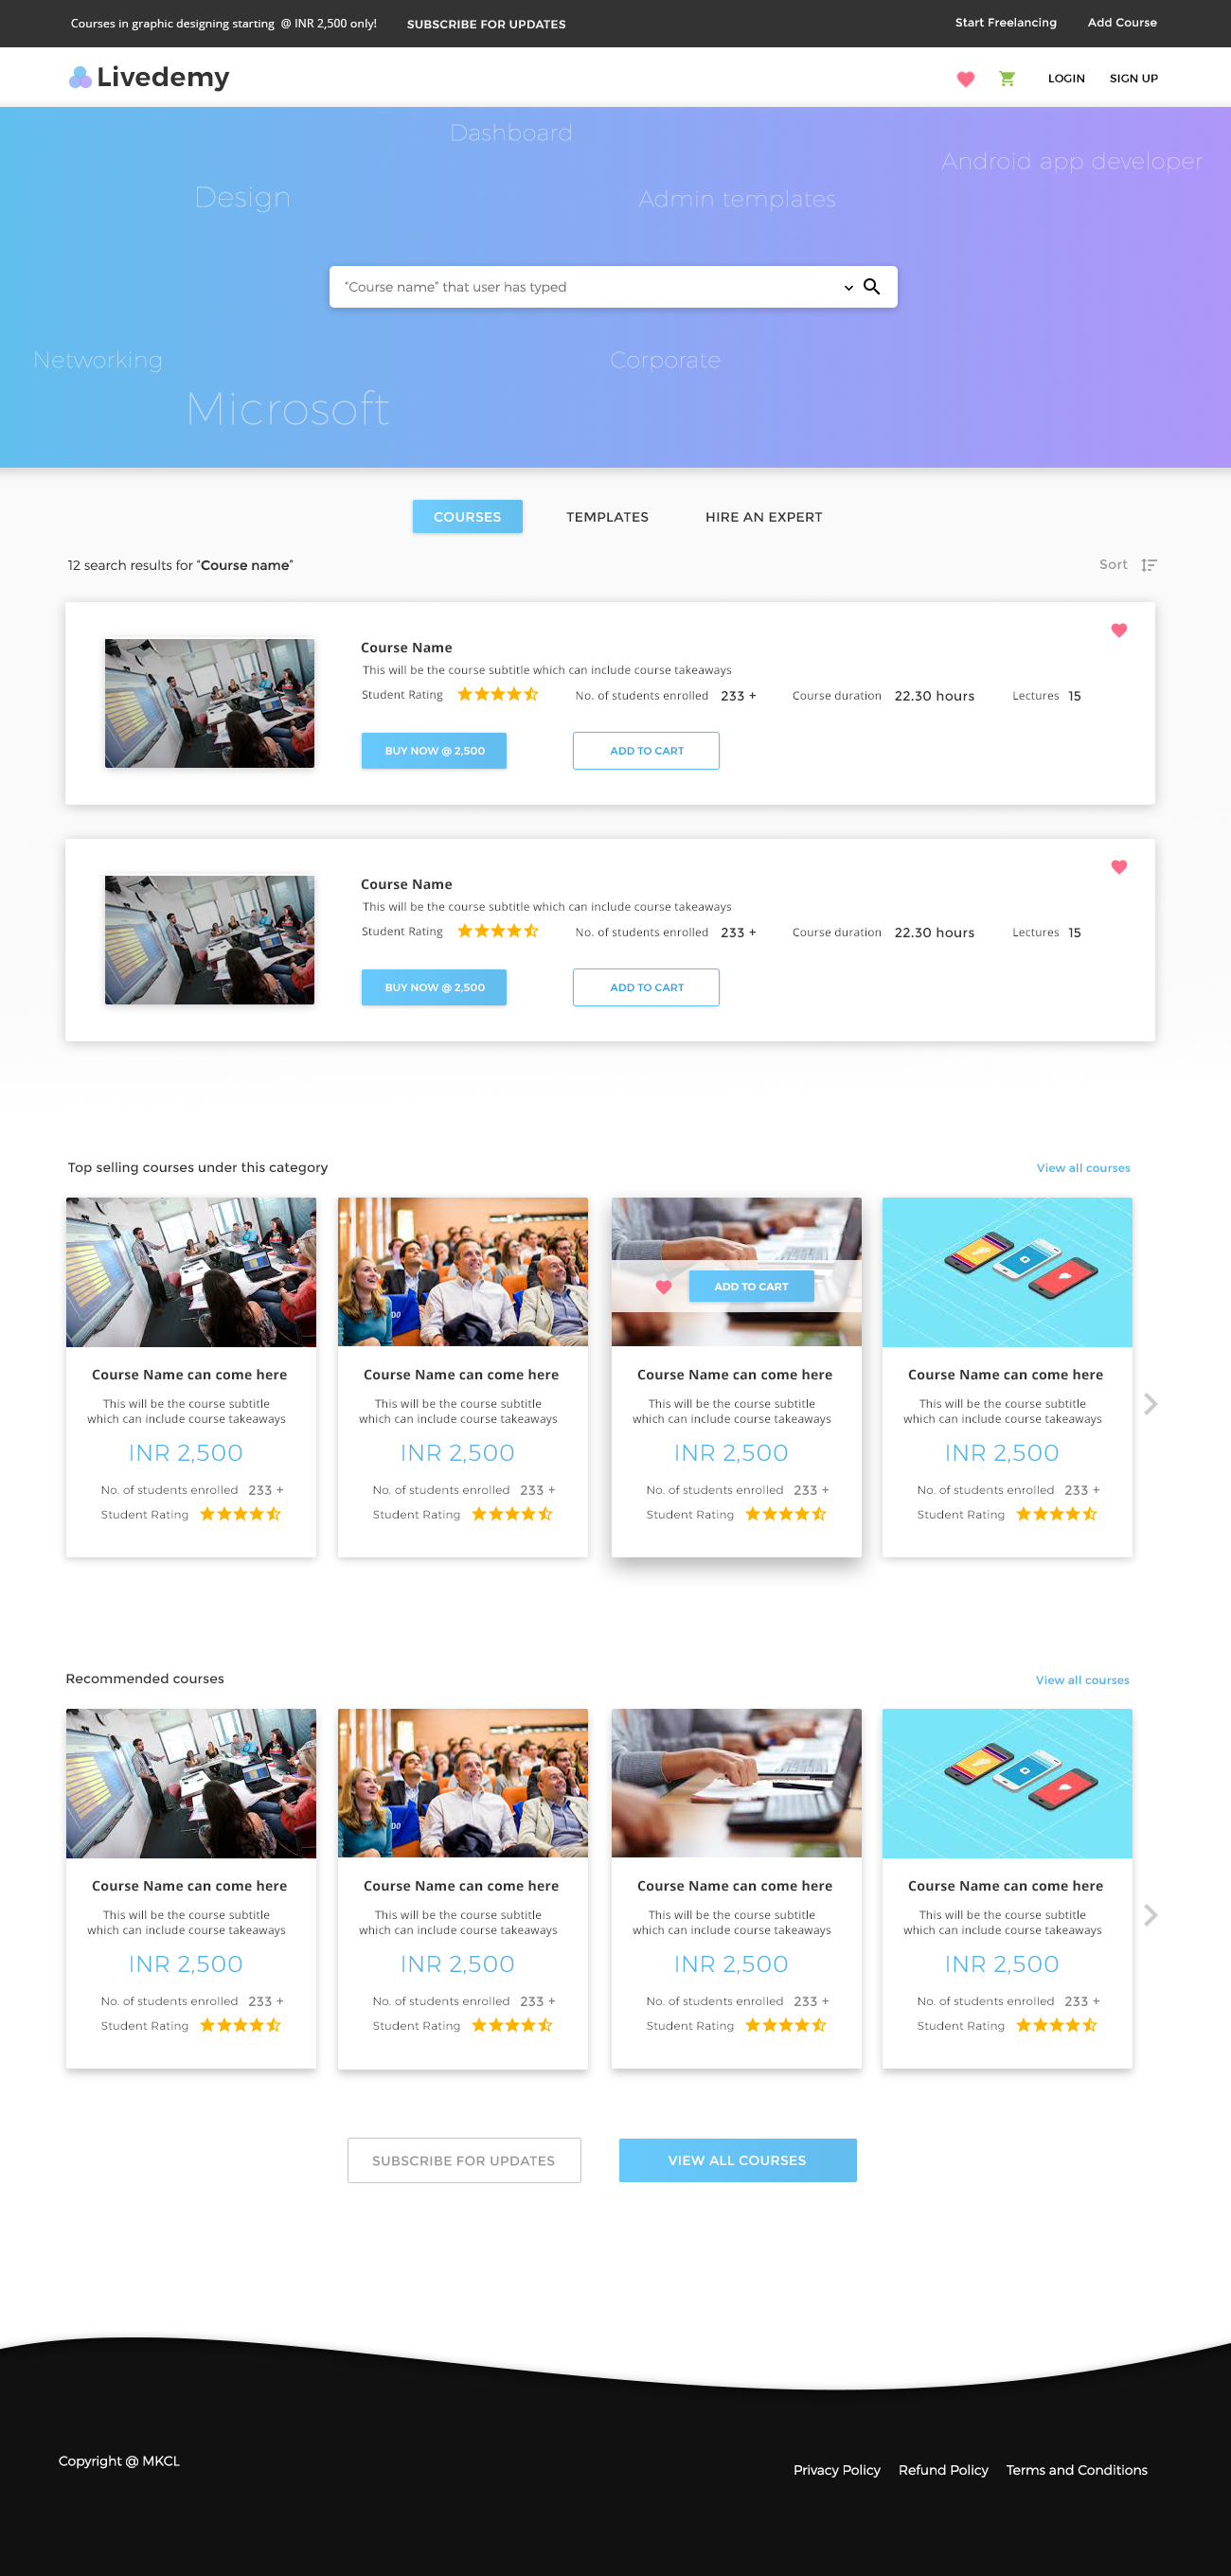 Courses in graphic designing starting @ INR 2,500 only!
SUBSCRIBE FOR UPDATES
Start Freelancing
Add Course
Livedemy
LOGIN
SIGN UP
Dashboard
Android app developer
Design
Admin templates
“Course name” that user has typed
Networking
Corporate
Microsoft
COURSES
TEMPLATES
HIRE AN EXPERT
12 search results for “Course name”
Sort
Course Name
This will be the course subtitle which can include course takeaways
Student Rating
No. of students enrolled 233 +
Course duration 22.30 hours
Lectures 15
BUY NOW @ 2,500
ADD TO CART
Course Name
This will be the course subtitle which can include course takeaways
Student Rating
No. of students enrolled 233 +
Course duration 22.30 hours
Lectures 15
BUY NOW @ 2,500
ADD TO CART
Top selling courses under this category
View all courses
Course Name can come here
This will be the course subtitle
which can include course takeaways
INR 2,500
No. of students enrolled 233 +
Student Rating
Course Name can come here
This will be the course subtitle
which can include course takeaways
INR 2,500
No. of students enrolled 233 +
Student Rating
ADD TO CART
Course Name can come here
This will be the course subtitle
which can include course takeaways
INR 2,500
No. of students enrolled 233 +
Student Rating
Course Name can come here
This will be the course subtitle
which can include course takeaways
INR 2,500
No. of students enrolled 233 +
Student Rating
Recommended courses
View all courses
Course Name can come here
This will be the course subtitle
which can include course takeaways
INR 2,500
No. of students enrolled 233 +
Student Rating
Course Name can come here
This will be the course subtitle
which can include course takeaways
INR 2,500
No. of students enrolled 233 +
Student Rating
Course Name can come here
This will be the course subtitle
which can include course takeaways
INR 2,500
No. of students enrolled 233 +
Student Rating
Course Name can come here
This will be the course subtitle
which can include course takeaways
INR 2,500
No. of students enrolled 233 +
Student Rating
SUBSCRIBE FOR UPDATES
VIEW ALL COURSES
Copyright @ MKCL
Privacy Policy
Refund Policy
Terms and Conditions